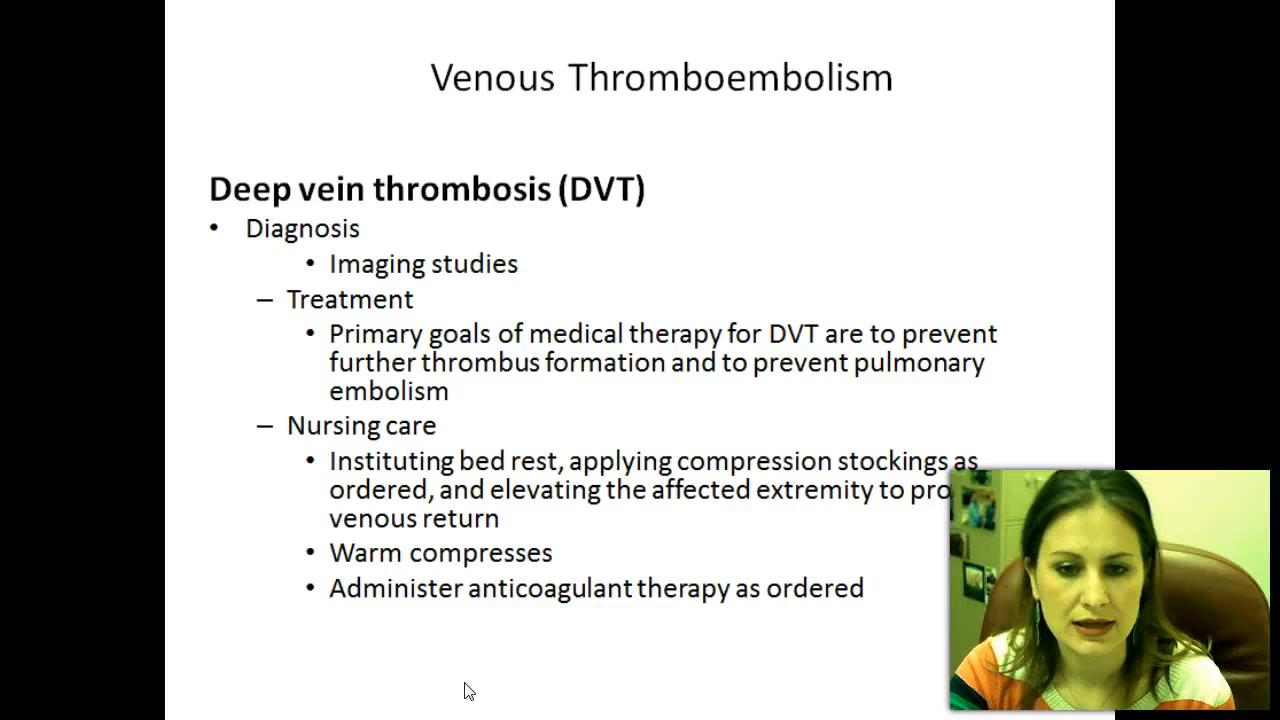 Venous Thromboembolism
Deep vein thrombosis (DVT)
• Diagnosis
• Imaging studies
– Treatment
• Primary goals of medical therapy for DVT are to prevent
further thrombus formation and to prevent pulmonary
embolism
– Nursing care
• Instituting bed rest, applying compression stockings as
ordered, and elevating the affected extremity to pro
venous return
• Warm compresses
• Administer anticoagulant therapy as ordered